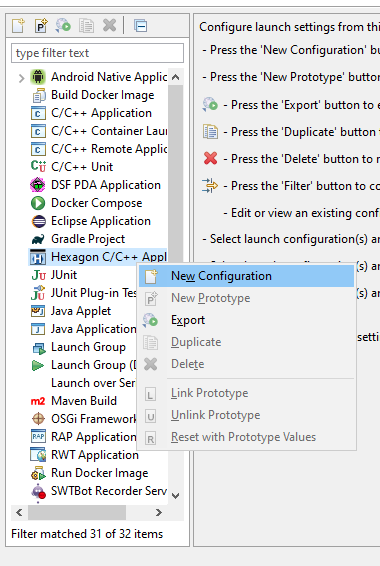 type filter text
Android Native Applic
Build Docker Image
C/C++ Application
C/C++ Container Laun
C/C++ Remote Applic
C/C++ Unit
DSF PDA Application
Docker Compose
Eclipse Application
Gradle Project
Hexagon C/C++ Appl
JUnit
JUnit Plug-in Tes
Java Applet
Java Application
Launch Group
Launch Group (D
Launch over Ser
m2 Maven Build
OSGi Framework
RAP RAP Application
RWT Application
Run Docker Image
SWTBot Recorder Serv
Filter matched 31 of 32 items
Configure launch settings from this
- Press the 'New Configuration' bu
- Press the 'New Prototype' button
- Press the 'Export' button to e
- Press the 'Duplicate' button t
- Press the 'Delete' button to r
- Press the 'Filter' button to co
- Edit or view an existing conf
- Select launch configuration(s) an
New Configuration
New Prototype
Export
Duplicate
Delete
L Link Prototype
U Unlink Prototype
R Reset with Prototype Values